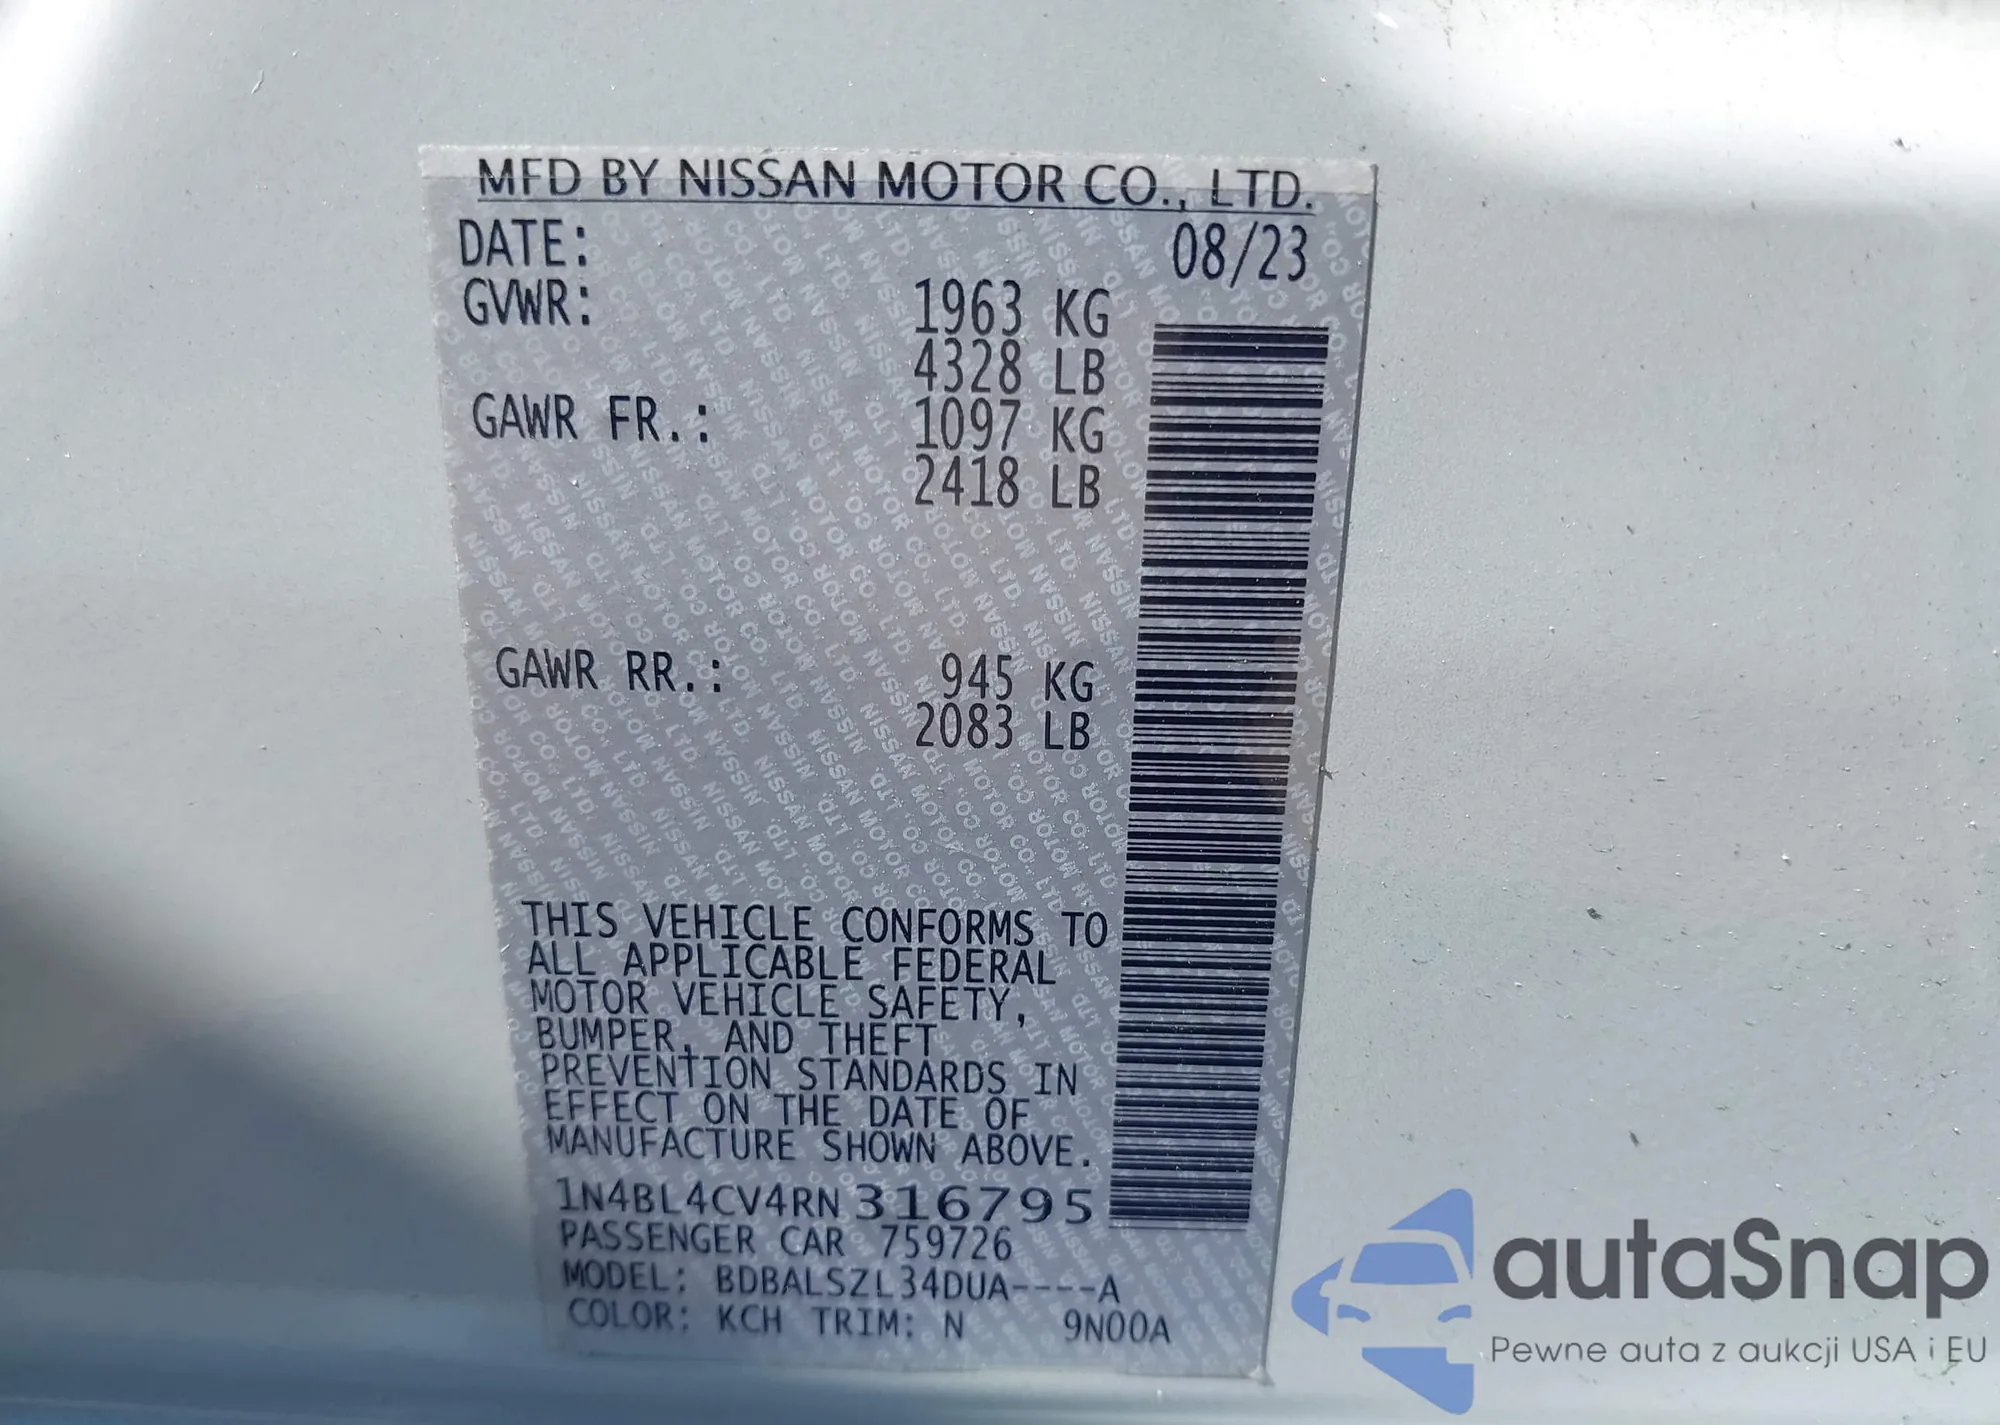 MFD BY NISSAN MOTOR CO., LTD.
DATE: 08/23
GVWR: 1963 KG
4328 LB
GAWR FR.: 1097 KG
2418 LB
GAWR RR.: 945 KG
2083 LB
THIS VEHICLE CONFORMS TO
ALL APPLICABLE FEDERAL
MOTOR VEHICLE SAFETY,
BUMPER, AND THEFT
PREVENTION STANDARDS IN
EFFECT ON THE DATE OF
MANUFACTURE SHOWN ABOVE.
1N4BL4CV4RN316795
PASSENGER CAR 759726
MODEL: BDBALSZL34DUA----A
COLOR: KCH TRIM: N 9N00A
autaSnap
Pewne auta z aukcji USA i EU